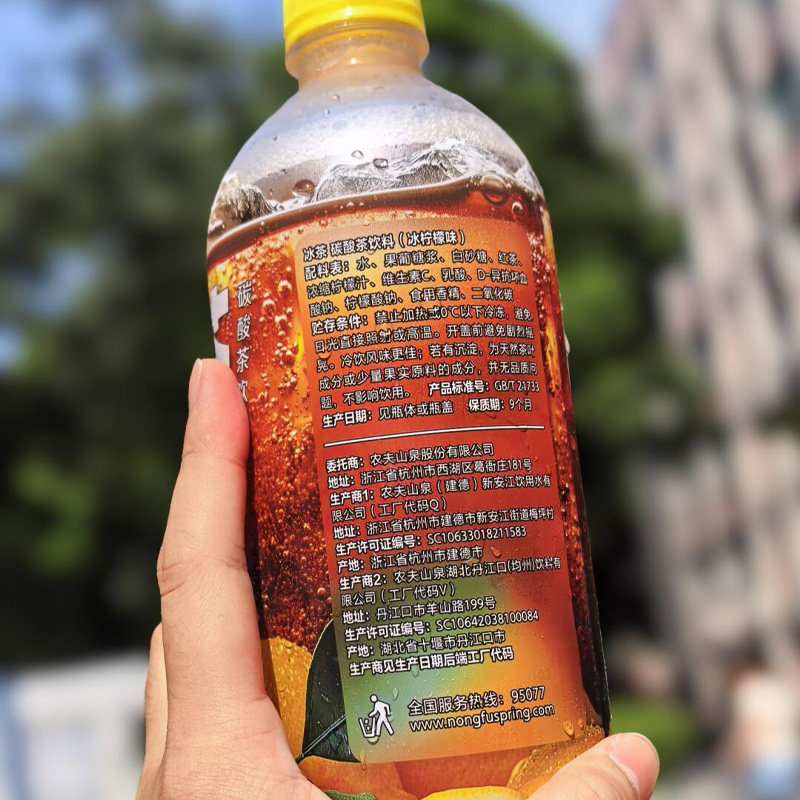 碳酸茶饮
冰茶 碳酸茶饮料（冰柠檬味）
配料表：水、果葡糖浆、白砂糖、红茶、
浓缩柠檬汁、维生素C、乳酸、D-异抗坏血
酸钠、柠檬酸钠、食用香精、二氧化碳
贮存条件：禁止加热或0℃以下冷冻，避免
日光直接照射或高温。开盖前避免剧烈摇
晃。冷饮风味更佳；若有沉淀，为天然茶叶
成分或少量果实原料的成分，并无品质问
题，不影响饮用。 产品标准号：GB/T 21733
生产日期：见瓶体或瓶盖 保质期：9个月
委托商：农夫山泉股份有限公司
地址：浙江省杭州市西湖区葛衙庄181号
生产商1：农夫山泉（建德）新安江饮用水有
限公司（工厂代码Q）
地址：浙江省杭州市建德市新安江街道梅坪村
生产许可证编号：SC10633018211583
产地：浙江省杭州市建德市
生产商2：农夫山泉湖北丹江口(均州)饮料有
限公司（工厂代码V）
地址：丹江口市羊山路199号
生产许可证编号：SC10642038100084
产地：湖北省十堰市丹江口市
生产商见生产日期后端工厂代码
全国服务热线：95077
www.nongfuspring.com